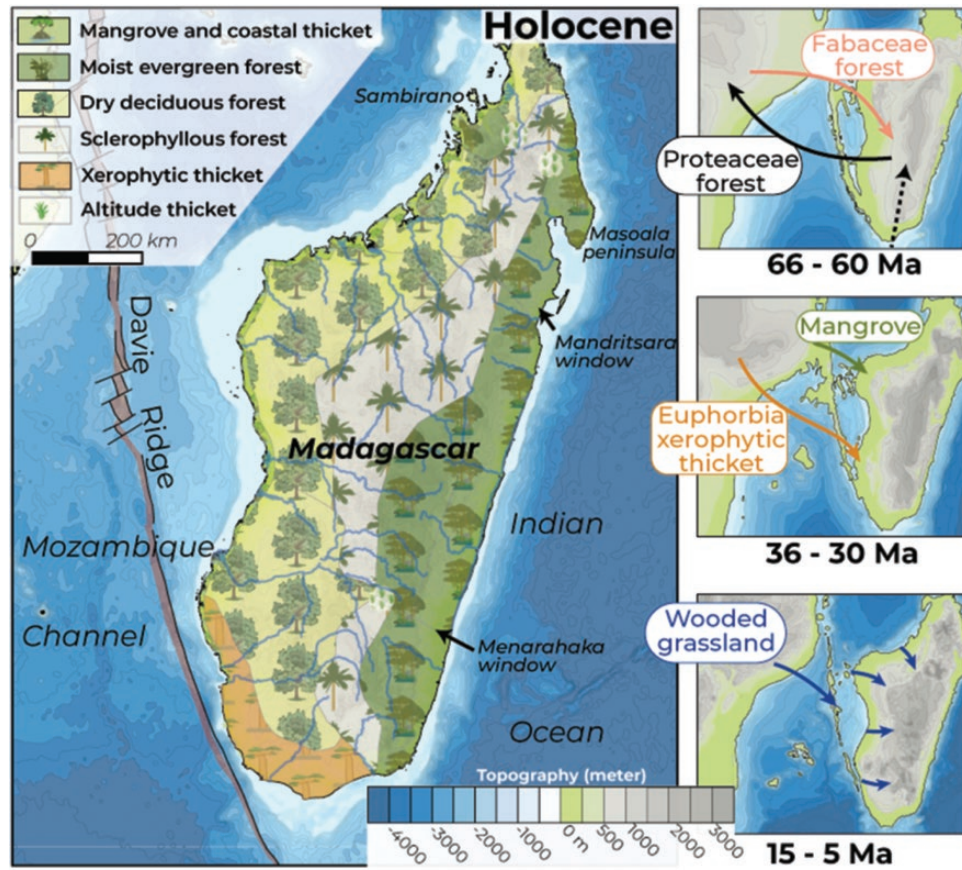 Holocene
Mangrove and coastal thicket
Moist evergreen forest
Dry deciduous forest
Sclerophyllous forest
Xerophytic thicket
Altitude thicket
0 200 km
Sambirano
Masoala
peninsula
Mandritsara
window
Davie
Ridge
Madagascar
Mozambique
Channel
Indian
Ocean
Menarahaka
window
Topography (meter)
-4000
-3000
-2000
-1000
0 m
500
1000
2000
3000
Fabaceae
forest
Proteaceae
forest
66 - 60 Ma
Mangrove
Euphorbia
xerophytic
thicket
36 - 30 Ma
Wooded
grassland
15 - 5 Ma